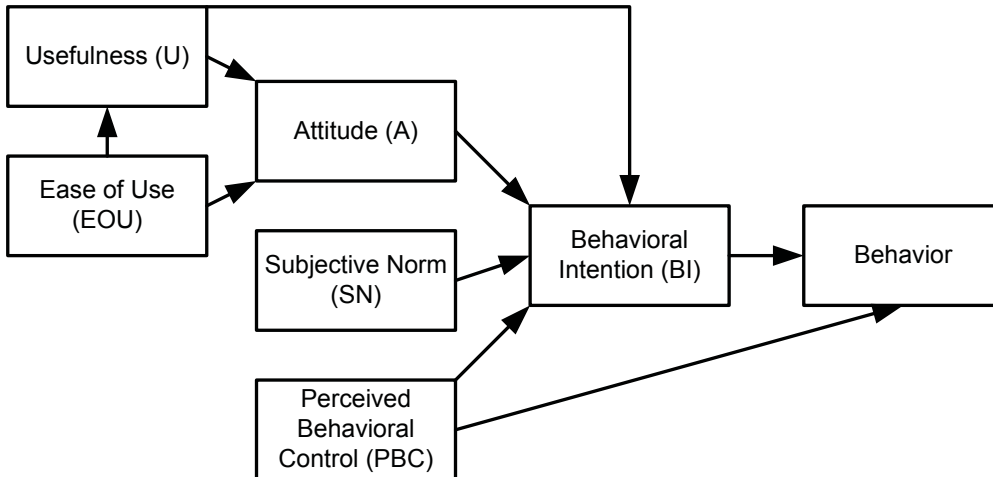 Usefulness (U)
Attitude (A)
Ease of Use
(EOU)
Subjective Norm
(SN)
Behavioral
Intention (BI)
Behavior
Perceived
Behavioral
Control (PBC)